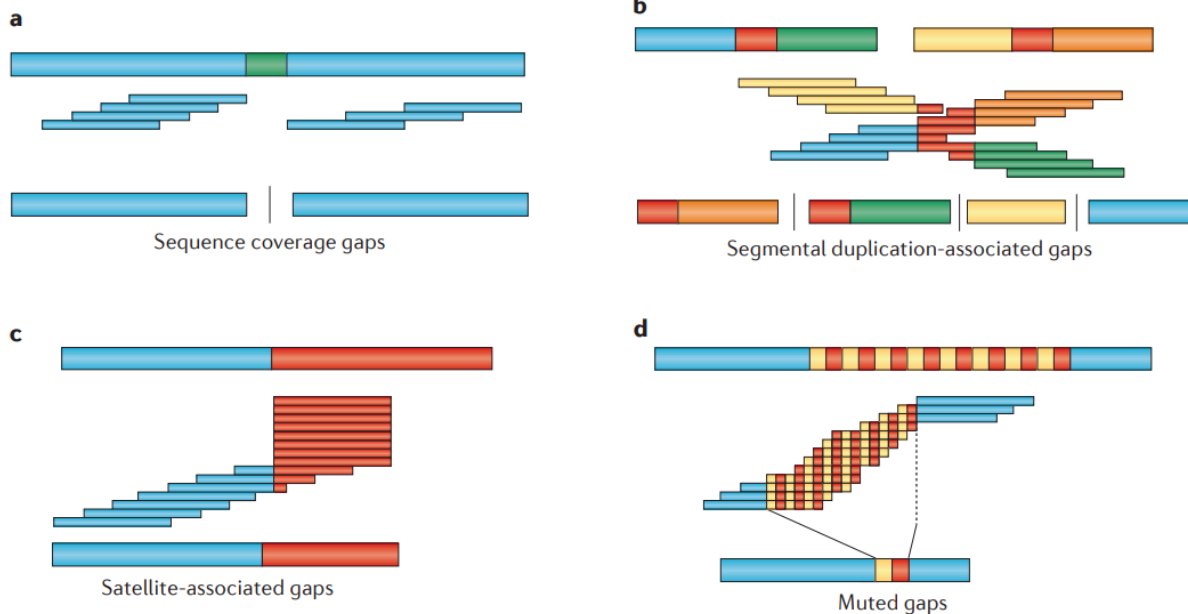 a
Sequence coverage gaps
b
Segmental duplication-associated gaps
c
Satellite-associated gaps
d
Muted gaps